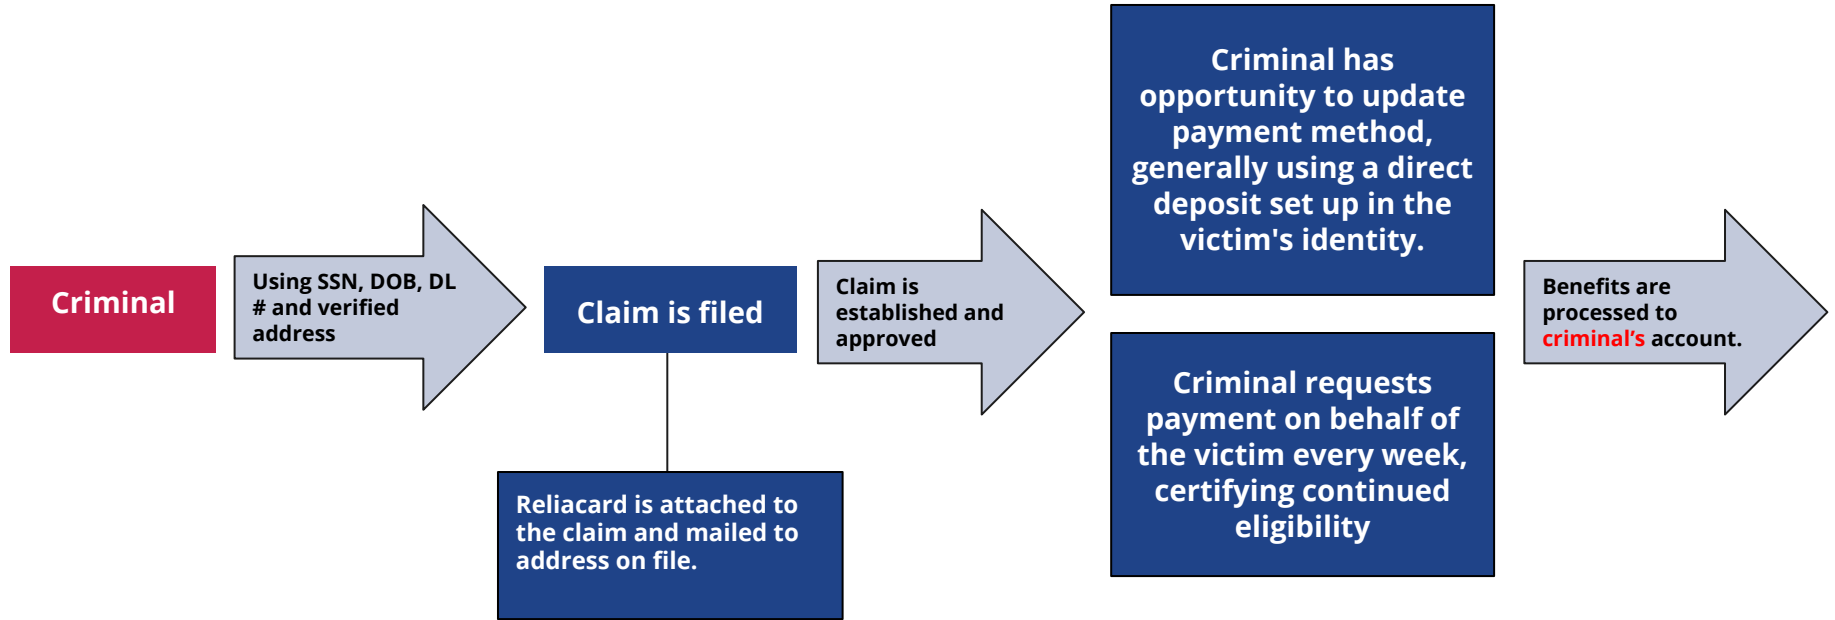 Criminal
Using SSN, DOB, DL
# and verified
address
Claim is filed
Reliacard is attached to
the claim and mailed to
address on file.
Claim is
established and
approved
Criminal has
opportunity to update
payment method,
generally using a direct
deposit set up in the
victim's identity.
Criminal requests
payment on behalf of
the victim every week,
certifying continued
eligibility
Benefits are
processed to
criminal’s account.